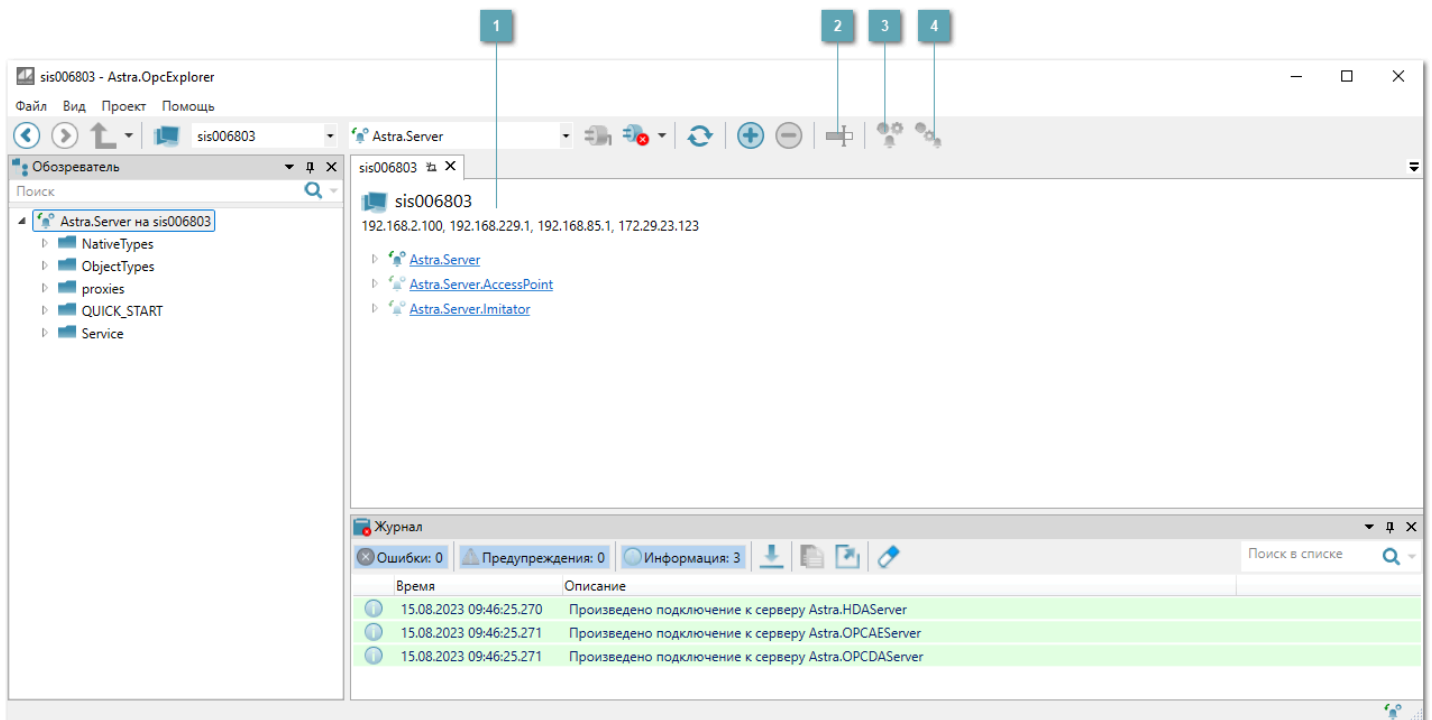 1 2 3 4
sis006803 - Astra.OpcExplorer
Файл Вид Проект Помощь
sis006803 Astra.Server
Обозреватель
Поиск
Astra.Server на sis006803
NativeTypes
ObjectTypes
proxies
QUICK_START
Service
sis006803
sis006803
192.168.2.100, 192.168.229.1, 192.168.85.1, 172.29.23.123
Astra.Server
Astra.Server.AccessPoint
Astra.Server.Imitator
Журнал
Ошибки: 0 Предупреждения: 0 Информация: 3 Поиск в списке
Время Описание
15.08.2023 09:46:25.270 Произведено подключение к серверу Astra.HDAServer
15.08.2023 09:46:25.271 Произведено подключение к серверу Astra.OPCAEServer
15.08.2023 09:46:25.271 Произведено подключение к серверу Astra.OPCDAServer